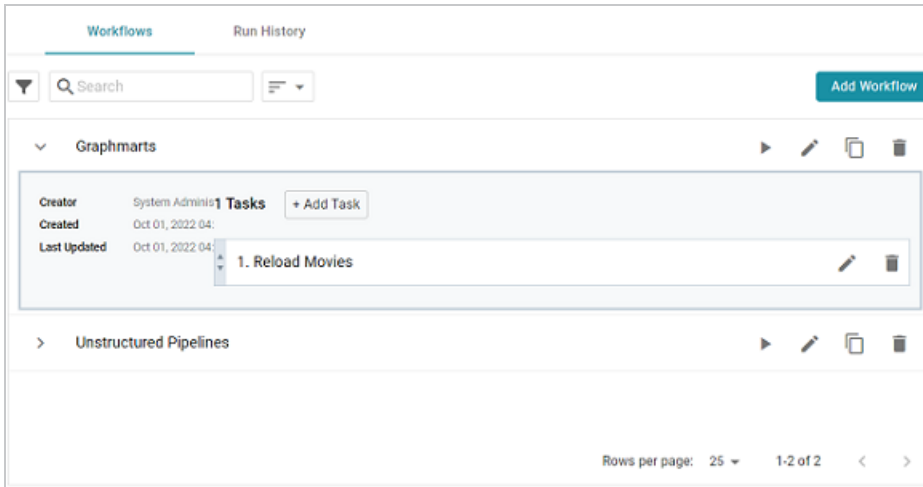 Workflows Run History
Search Add Workflow
Graphmarts
Creator System Adminis 1 Tasks + Add Task
Created Oct 01, 2022 04:
Last Updated Oct 01, 2022 04:
1. Reload Movies
Unstructured Pipelines
Rows per page: 25 1-2 of 2